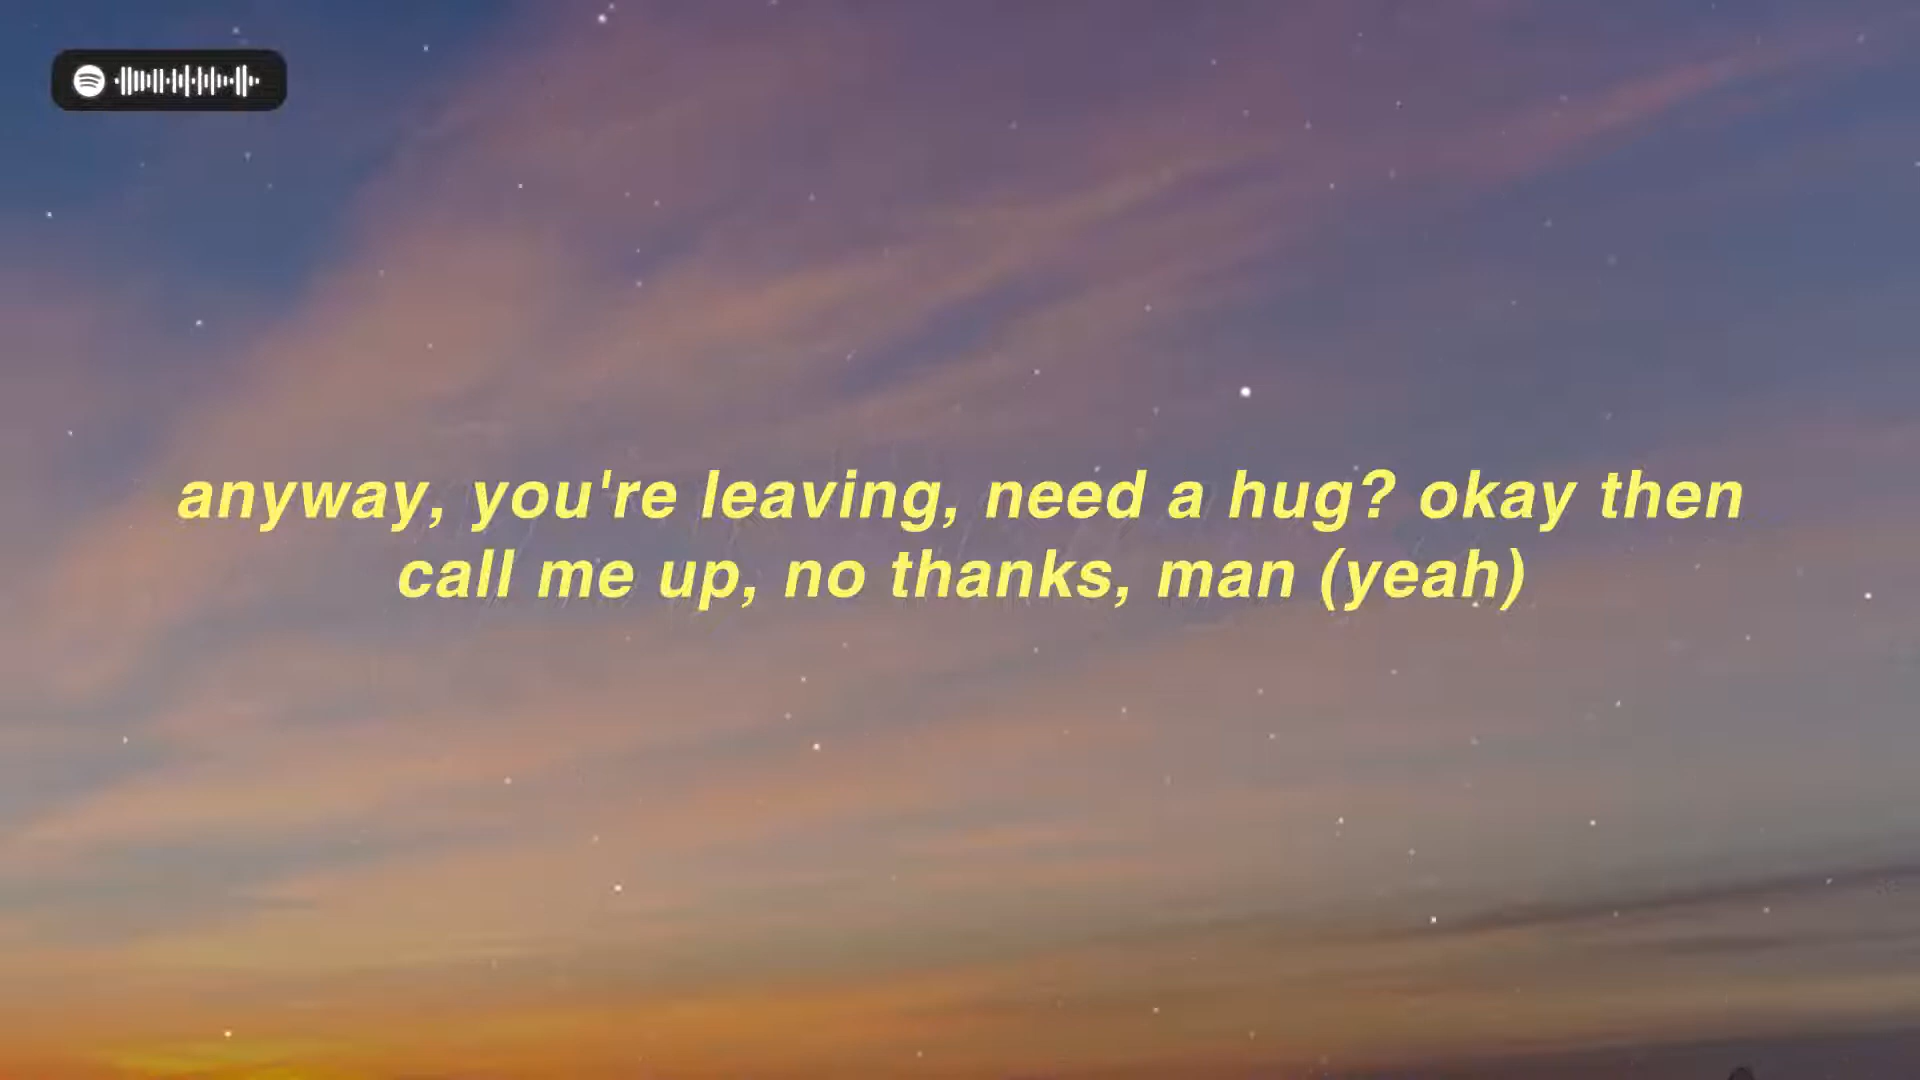 anyway, you're leaving, need a hug? okay then
call me up, no thanks, man (yeah)